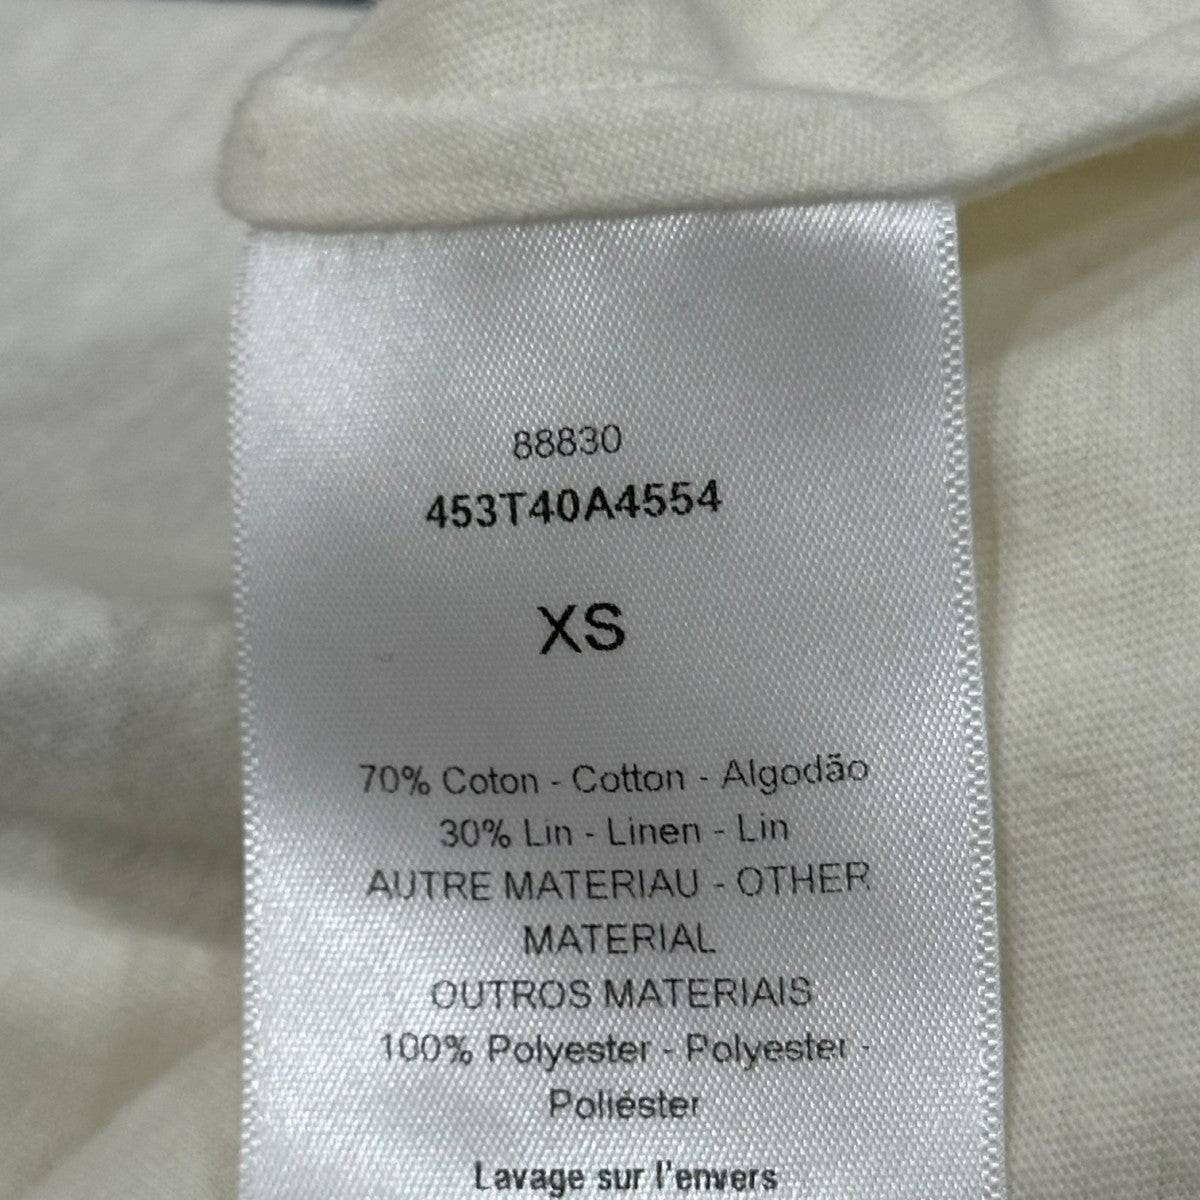 88830
453T40A4554
XS
70% Coton - Cotton - Algodão
30% Lin - Linen - Lin
AUTRE MATERIAU - OTHER
MATERIAL
OUTROS MATERIAIS
100% Polyester - Polyester -
Poliéster
Lavage sur l'envers